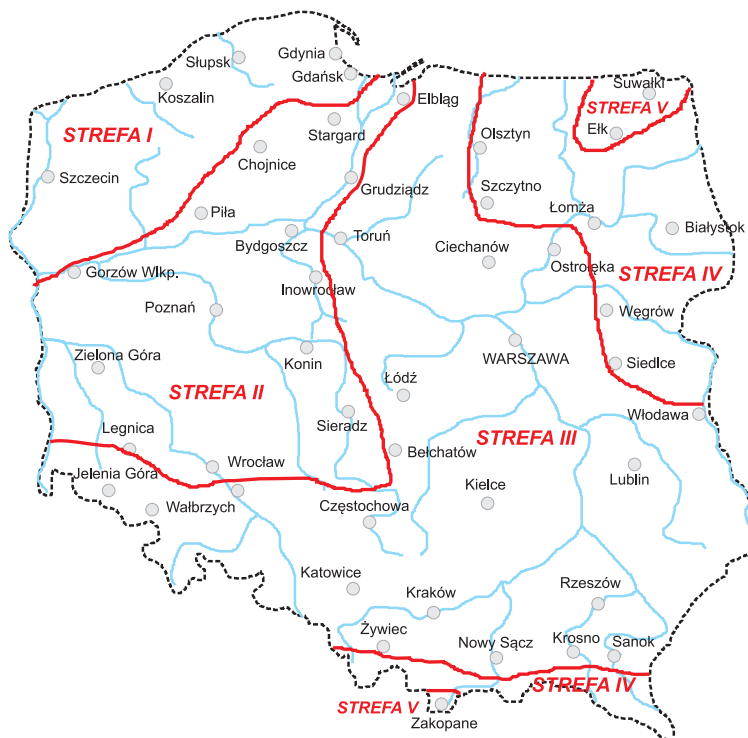 Słupsk
Gdynia
Gdańsk
Koszalin
Suwałki
STREFA V
Elbląg
Stargard
Ełk
STREFA I
Olsztyn
Chojnice
Szczecin
Grudziądz
Szczytno
Piła
Łomża
Białystok
Bydgoszcz
Toruń
Ciechanów
Ostrołęka
STREFA IV
Gorzów Wlkp.
Inowrocław
Poznań
Węgrów
Zielona Góra
Konin
WARSZAWA
Łódź
Siedlce
STREFA II
Sieradz
Włodawa
Legnica
STREFA III
Bełchatów
Wrocław
Jelenia Góra
Lublin
Kielce
Wałbrzych
Częstochowa
Katowice
Rzeszów
Kraków
Żywiec
Nowy Sącz
Krosno
Sanok
STREFA IV
STREFA V
Zakopane